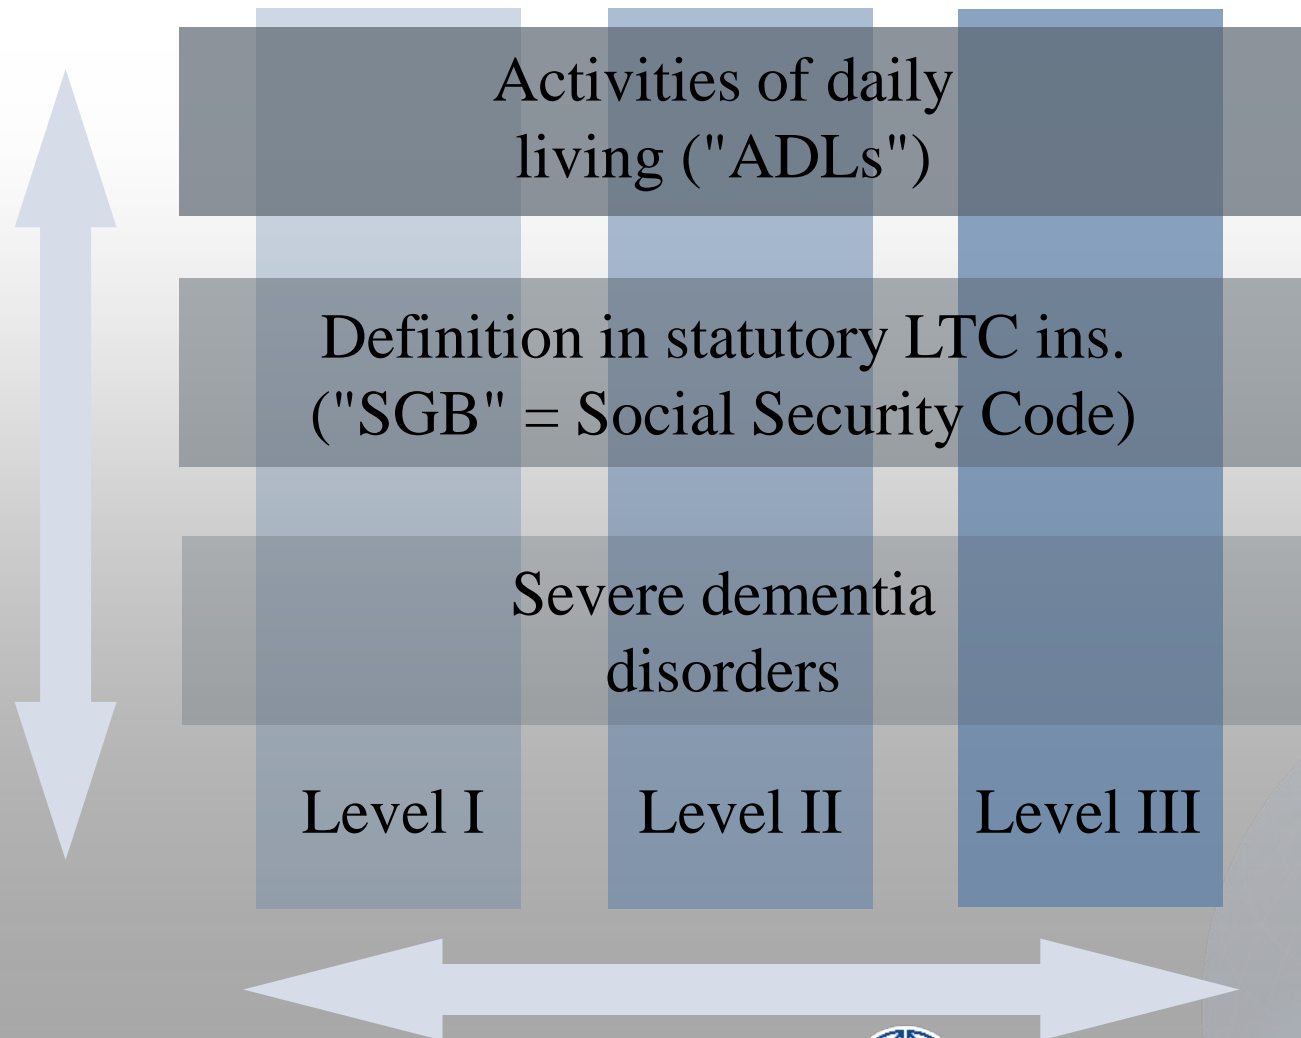 Activities of daily
living ("ADLs")
Definition in statutory LTC ins.
("SGB" = Social Security Code)
Severe dementia
disorders
Level I Level II Level III